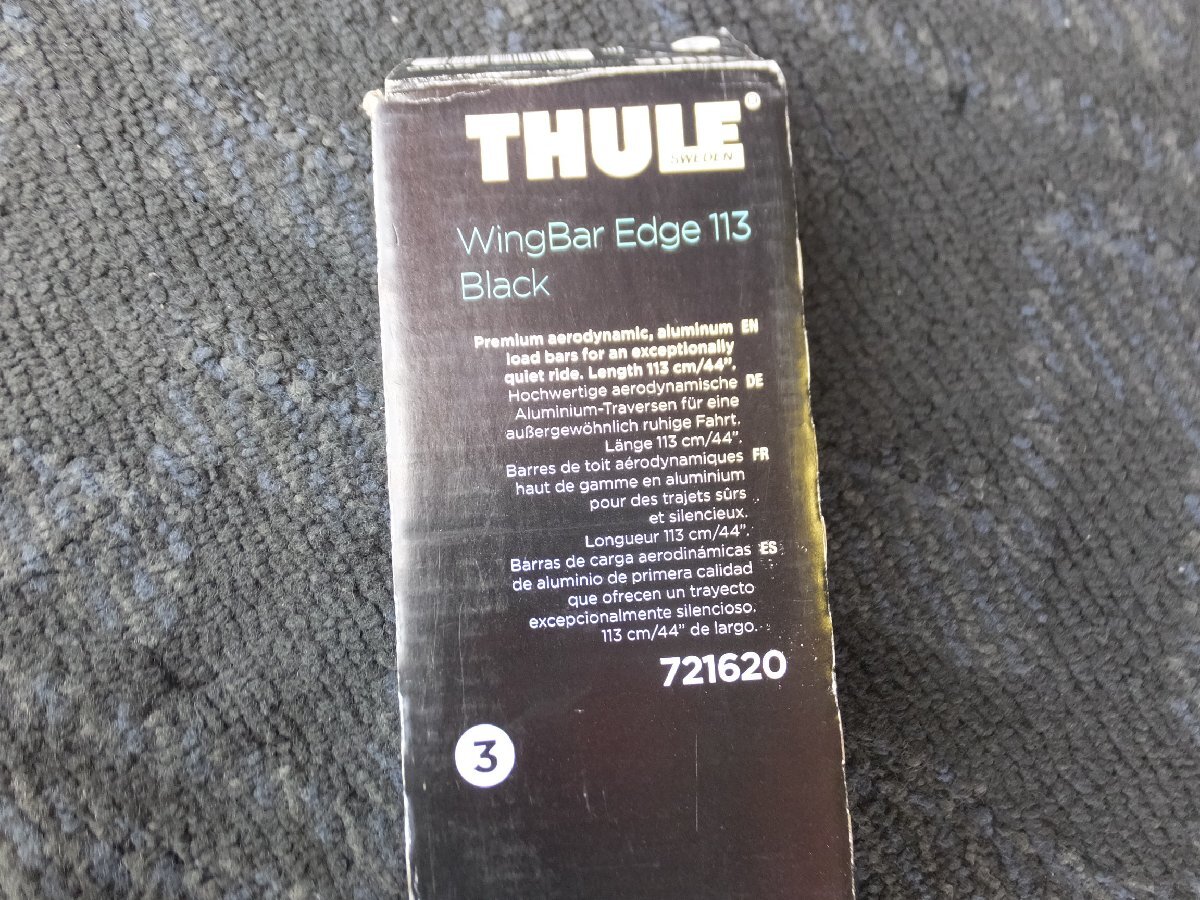 THULE®
SWEDEN
WingBar Edge 113
Black
Premium aerodynamic, aluminum EN
load bars for an exceptionally
quiet ride. Length 113 cm/44”.
Hochwertige aerodynamische DE
Aluminium-Traversen für eine
außergewöhnlich ruhige Fahrt.
Länge 113 cm/44”.
Barres de toit aérodynamiques FR
haut de gamme en aluminium
pour des trajets sûrs
et silencieux.
Longueur 113 cm/44”.
Barras de carga aerodinámicas ES
de aluminio de primera calidad
que ofrecen un trayecto
excepcionalmente silencioso.
113 cm/44” de largo.
721620
3